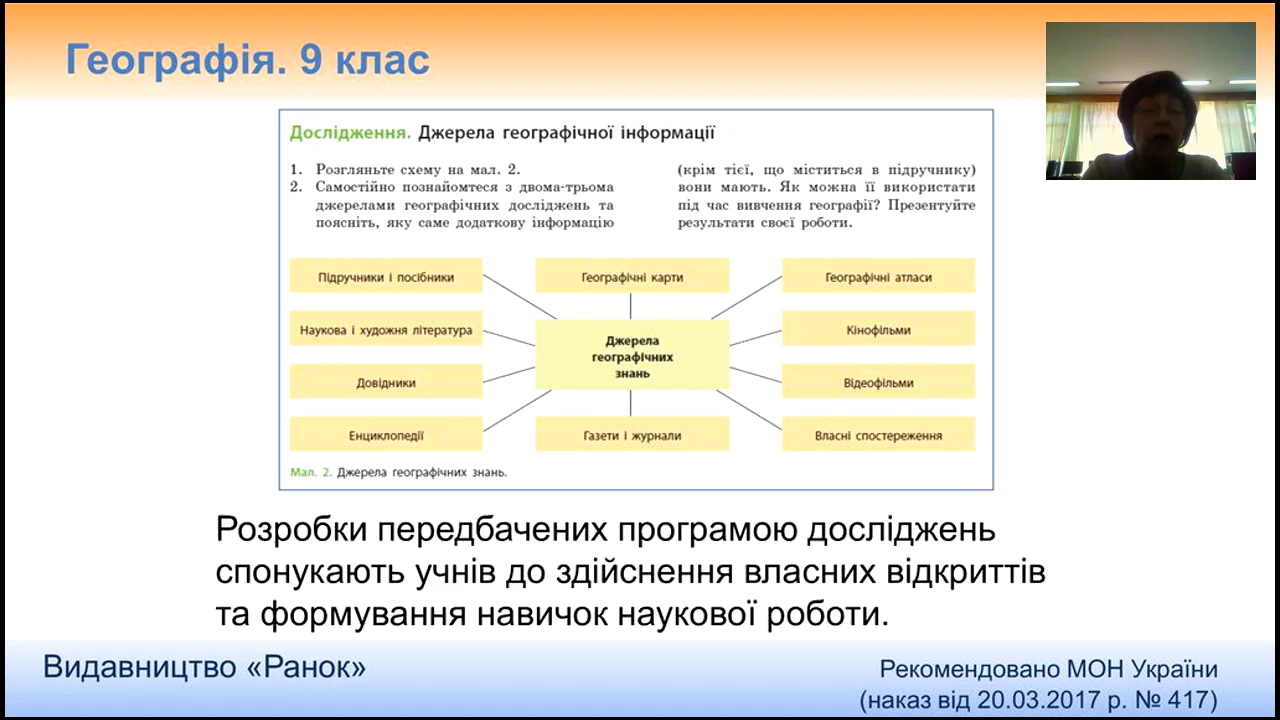 Географія. 9 клас
Дослідження. Джерела географічної інформації
1. Розгляньте схему на мал. 2.
2. Самостійно познайомтеся з двома-трьома
джерелами географічних досліджень та
поясніть, яку саме додаткову інформацію
(крім тієї, що міститься в підручнику)
вони мають. Як можна її використати
під час вивчення географії? Презентуйте
результати своєї роботи.
Підручники і посібники
Географічні карти
Географічні атласи
Наукова і художня література
Джерела
географічних
знань
Кінофільми
Довідники
Відеофільми
Енциклопедії
Газети і журнали
Власні спостереження
Мал. 2. Джерела географічних знань.
Розробки передбачених програмою досліджень
спонукають учнів до здійснення власних відкриттів
та формування навичок наукової роботи.
Видавництво «Ранок»
Рекомендовано МОН України
(наказ від 20.03.2017 р. № 417)